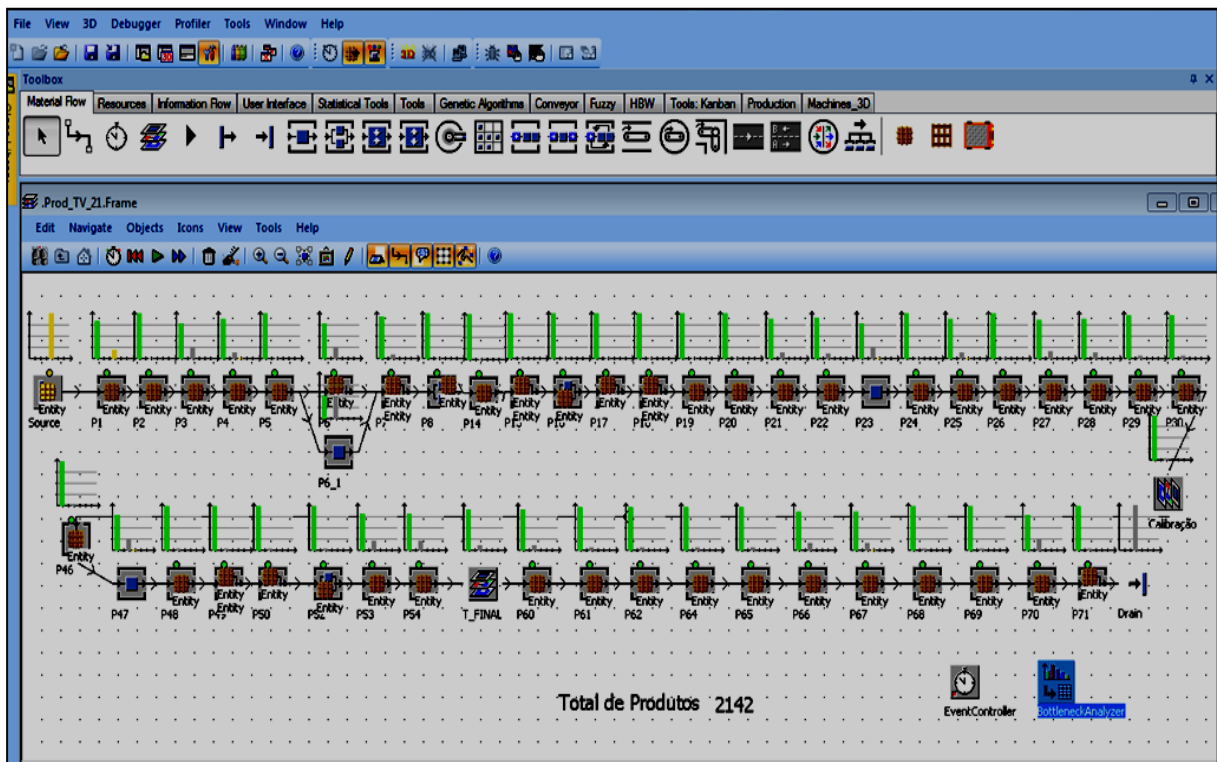 File View 3D Debugger Profiler Tools Window Help
Toolbox
Material Flow Resources Information Flow User Interface Statistical Tools Tools Genetic Algorithms Conveyor Fuzzy HBW Tools: Kanban Production Machines_3D
.Prod_TV_21.Frame
Edit Navigate Objects Icons View Tools Help
Entity Entity Entity Entity Entity Entity Entity Entity Entity Entity Entity Entity Entity Entity Entity Entity Entity Entity Entity Entity Entity Entity Entity
Entity Entity Entity Entity
Source P1 P2 P3 P4 P5 P6 P7 P8 P14 P17 P19 P20 P21 P22 P23 P24 P25 P26 P27 P28 P29 P30
P6_1
Calibração
Entity
P46
Entity Entity Entity Entity Entity Entity Entity Entity Entity Entity Entity Entity Entity Entity Entity Entity Entity
Entity Entity
P47 P48 P49 P50 P52 P53 P54 T_FINAL P60 P61 P62 P64 P65 P66 P67 P68 P69 P70 P71 Drain
Total de Produtos 2142
EventController BottleneckAnalyzer